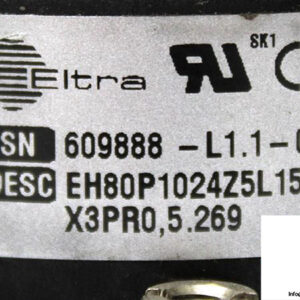 Eltra
SK1
SN 609888 -L1.1-
DESC EH80P1024Z5L15
X3PR0,5.269